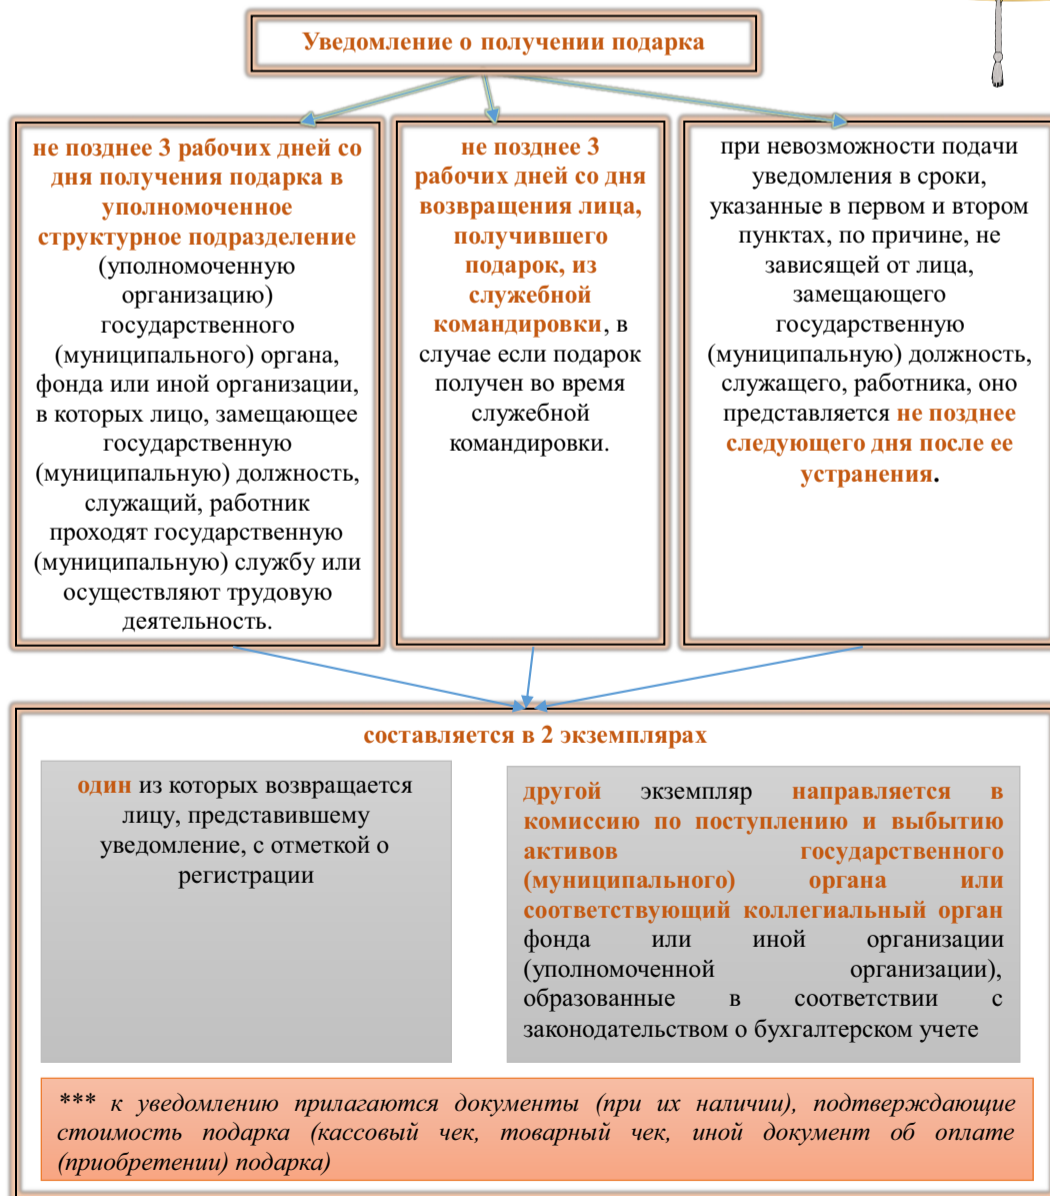 Уведомление о получении подарка
не позднее 3 рабочих дней со
дня получения подарка в
уполномоченное
структурное подразделение
(уполномоченную
организацию)
государственного
(муниципального) органа,
фонда или иной организации,
в которых лицо, замещающее
государственную
(муниципальную) должность,
служащий, работник
проходят государственную
(муниципальную) службу или
осуществляют трудовую
деятельность.
не позднее 3
рабочих дней со дня
возвращения лица,
получившего
подарок, из
служебной
командировки, в
случае если подарок
получен во время
служебной
командировки.
при невозможности подачи
уведомления в сроки,
указанные в первом и втором
пунктах, по причине, не
зависящей от лица,
замещающего
государственную
(муниципальную) должность,
служащего, работника, оно
представляется не позднее
следующего дня после ее
устранения.
составляется в 2 экземплярах
один из которых возвращается
лицу, представившему
уведомление, с отметкой о
регистрации
другой экземпляр направляется в
комиссию по поступлению и выбытию
активов государственного
(муниципального) органа или
соответствующий коллегиальный орган
фонда или иной организации
(уполномоченной организации),
образованные в соответствии с
законодательством о бухгалтерском учете
*** к уведомлению прилагаются документы (при их наличии), подтверждающие
стоимость подарка (кассовый чек, товарный чек, иной документ об оплате
(приобретении) подарка)